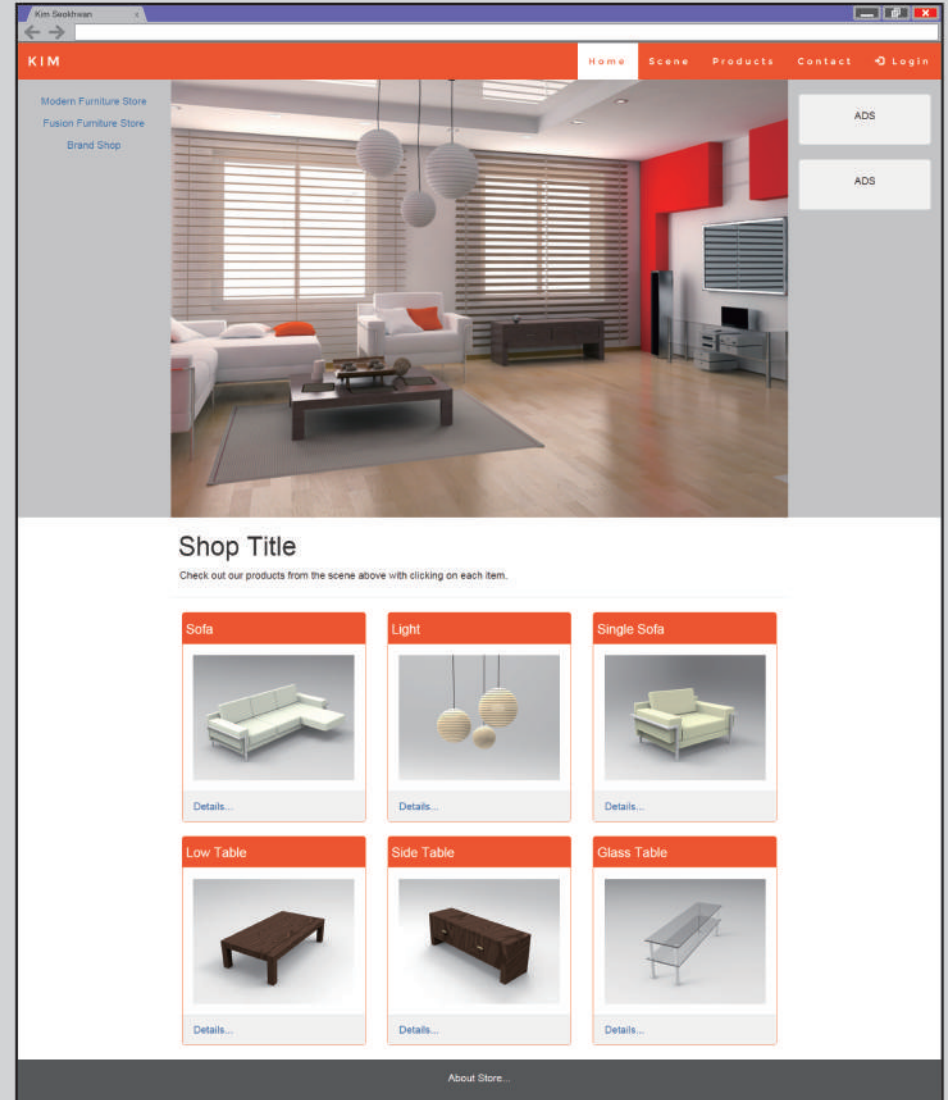 Kim Seokhwan x
KIM
Home Scene Products Contact Login
Modern Furniture Store
Fusion Furniture Store
Brand Shop
ADS
ADS
Shop Title
Check out our products from the scene above with clicking on each item.
Sofa Light Single Sofa
Details... Details... Details...
Low Table Side Table Glass Table
Details... Details... Details...
About Store...